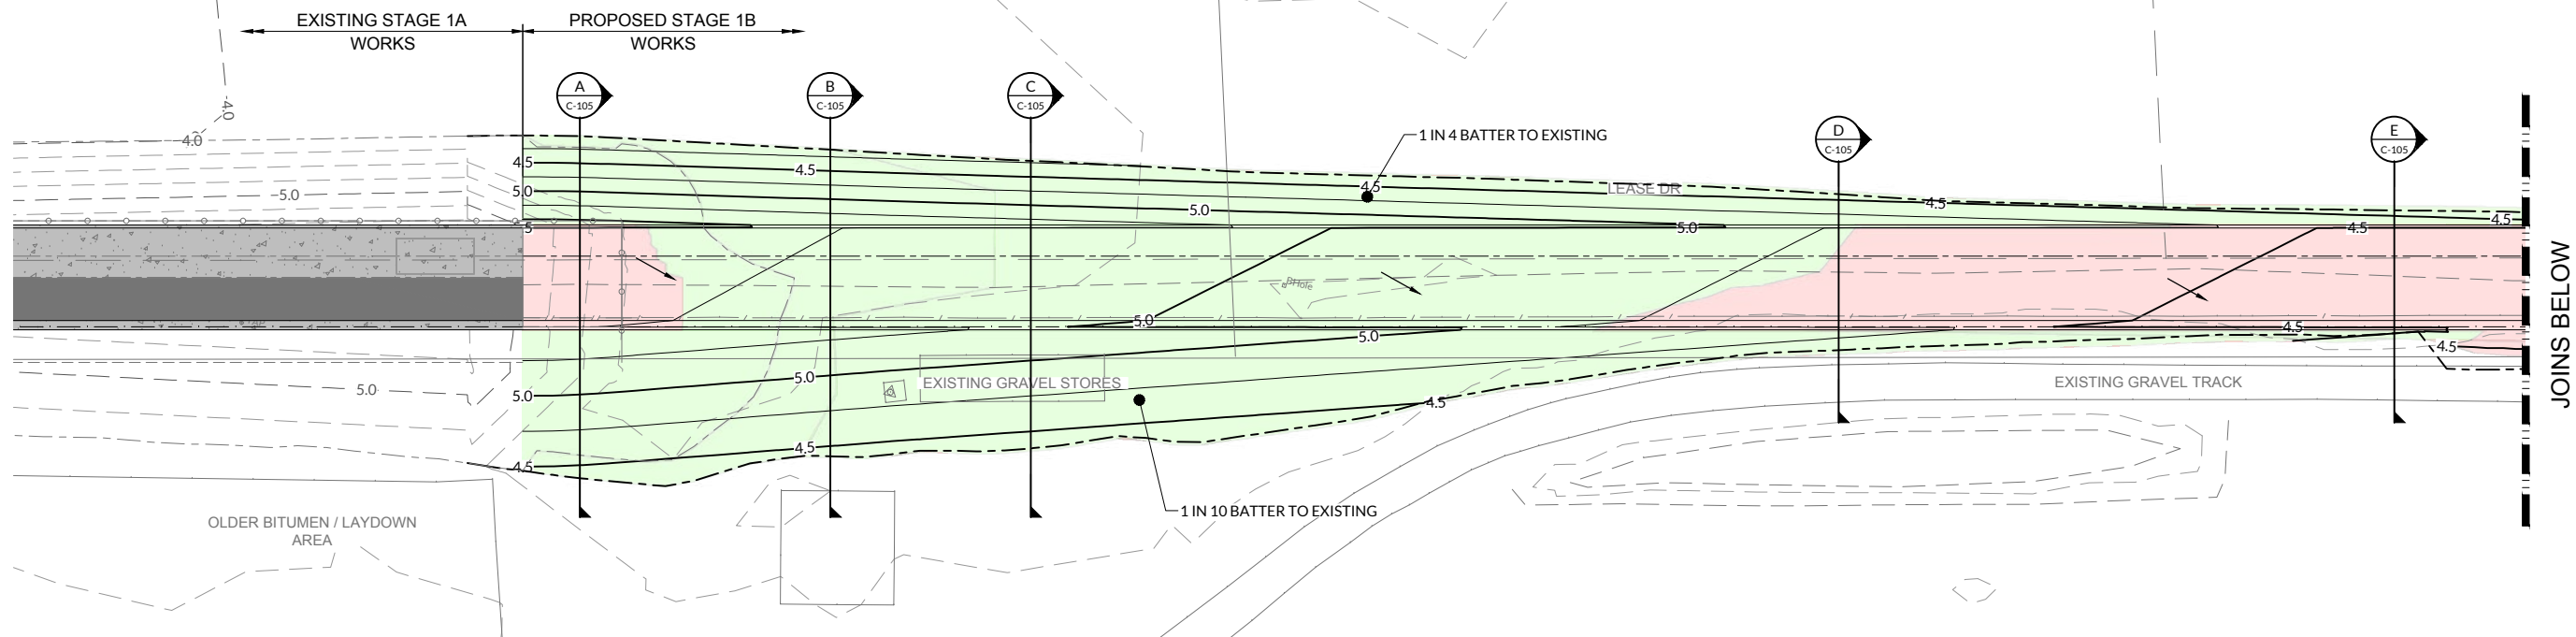 EXISTING STAGE 1A
WORKS
PROPOSED STAGE 1B
WORKS
A
C-105
B
C-105
C
C-105
D
C-105
E
C-105
-4.0
-4.0
-5.0
4.5
4.5
5.0
4.5
1 IN 4 BATTER TO EXISTING
LEASE DR
5.0
5.0
4.5
4.5
4.5
5
BHole
5.0
5.0
4.5
4.5
5.0
5.0
5.0
EXISTING GRAVEL STORES
EXISTING GRAVEL TRACK
4.5
4.5
4.5
1 IN 10 BATTER TO EXISTING
OLDER BITUMEN / LAYDOWN
AREA
JOINS BELOW